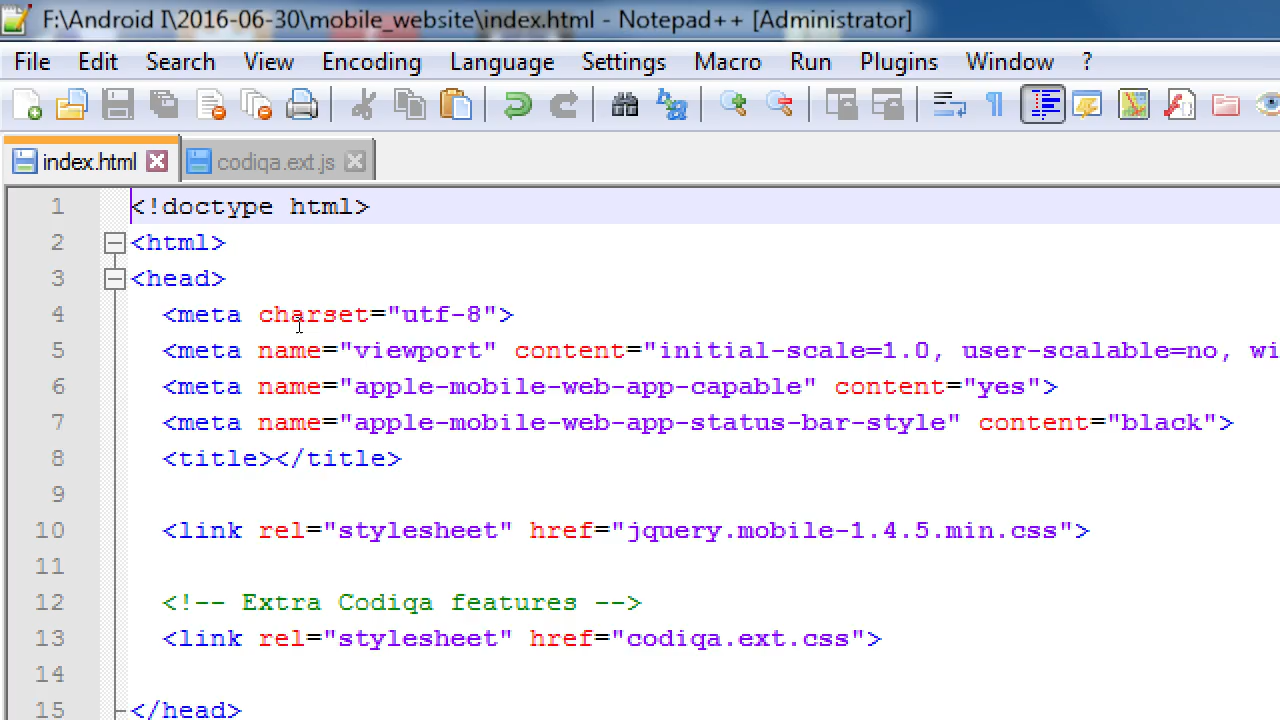 F:\Android I\2016-06-30\mobile_website\index.html - Notepad++ [Administrator]
File Edit Search View Encoding Language Settings Macro Run Plugins Window ?
index.html codiqa.ext.js
1 <!doctype html>
2 <html>
3 <head>
4 <meta charset="utf-8">
5 <meta name="viewport" content="initial-scale=1.0, user-scalable=no, wi
6 <meta name="apple-mobile-web-app-capable" content="yes">
7 <meta name="apple-mobile-web-app-status-bar-style" content="black">
8 <title></title>
9
10 <link rel="stylesheet" href="jquery.mobile-1.4.5.min.css">
11
12 <!-- Extra Codiqa features -->
13 <link rel="stylesheet" href="codiqa.ext.css">
14
15 </head>